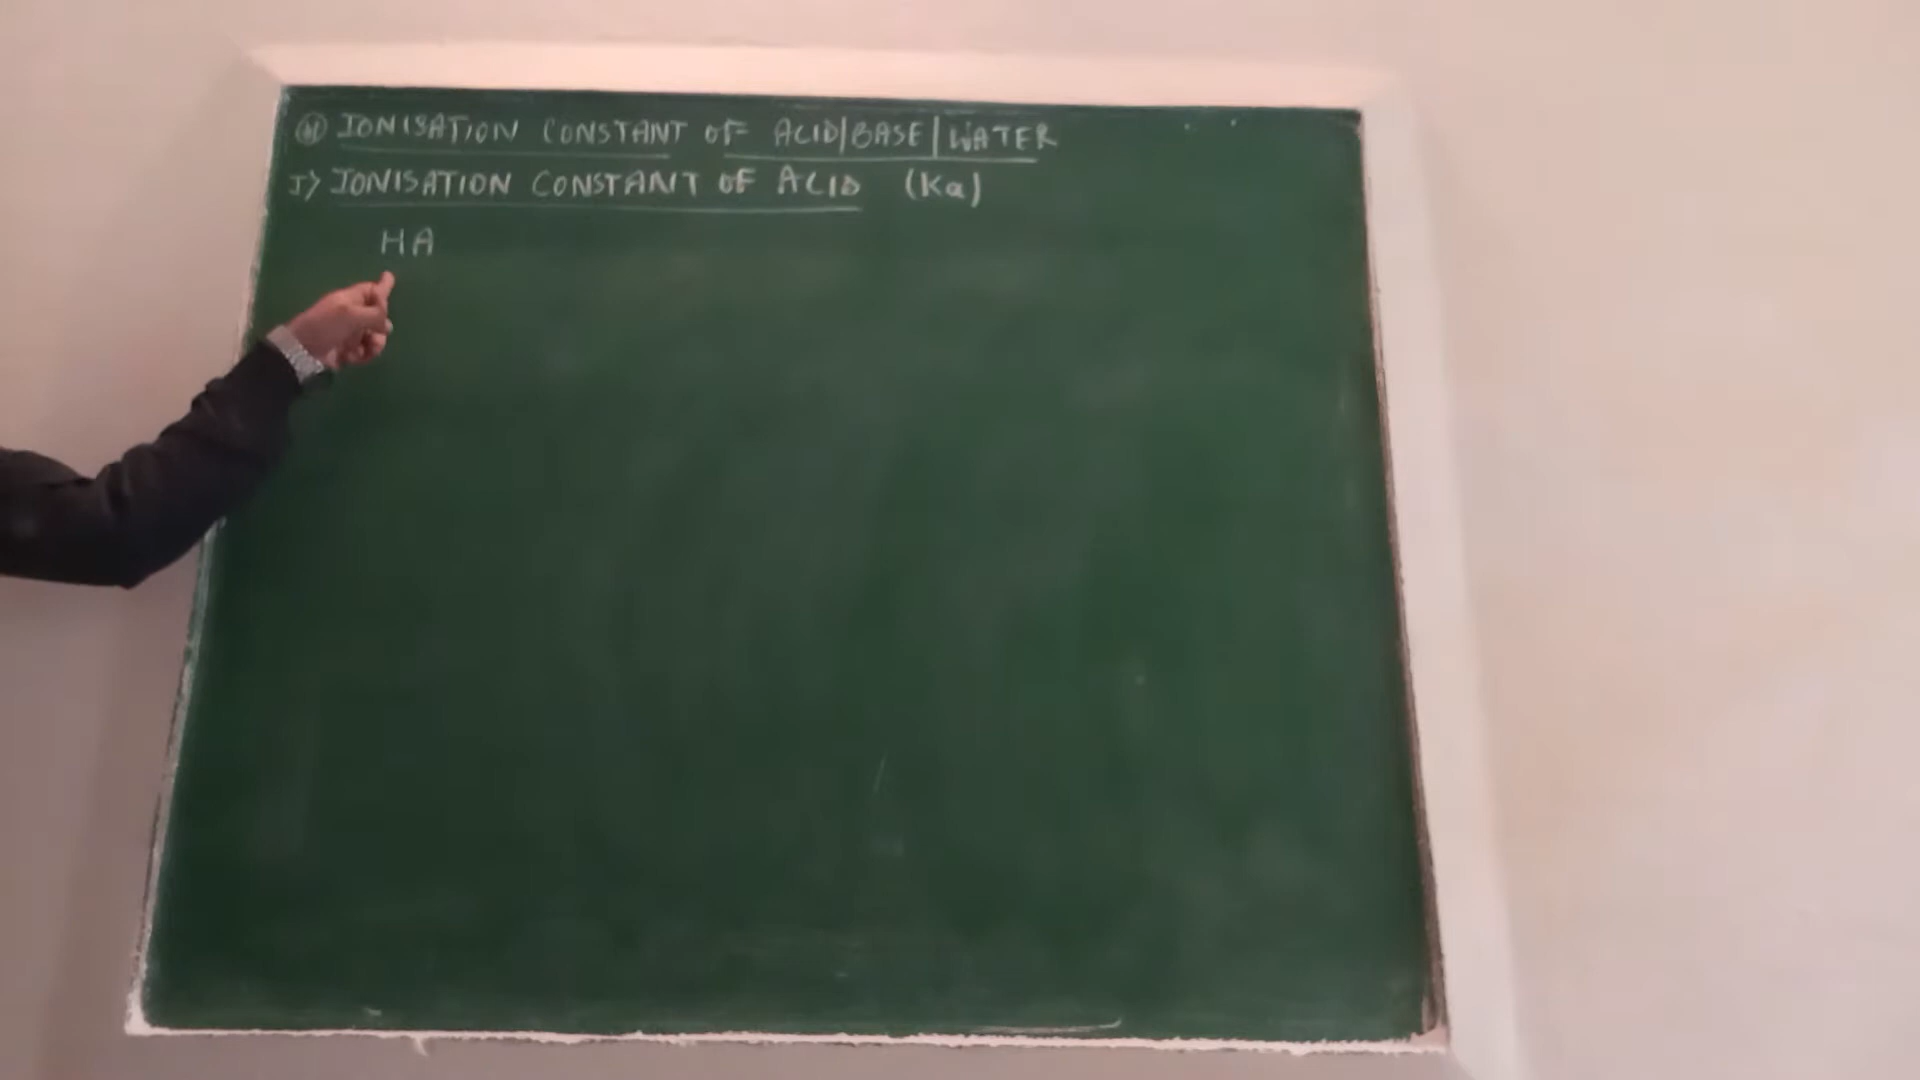 IONISATION CONSTANT OF ACID/BASE/WATER
I> IONISATION CONSTANT OF ACID (Ka)
HA